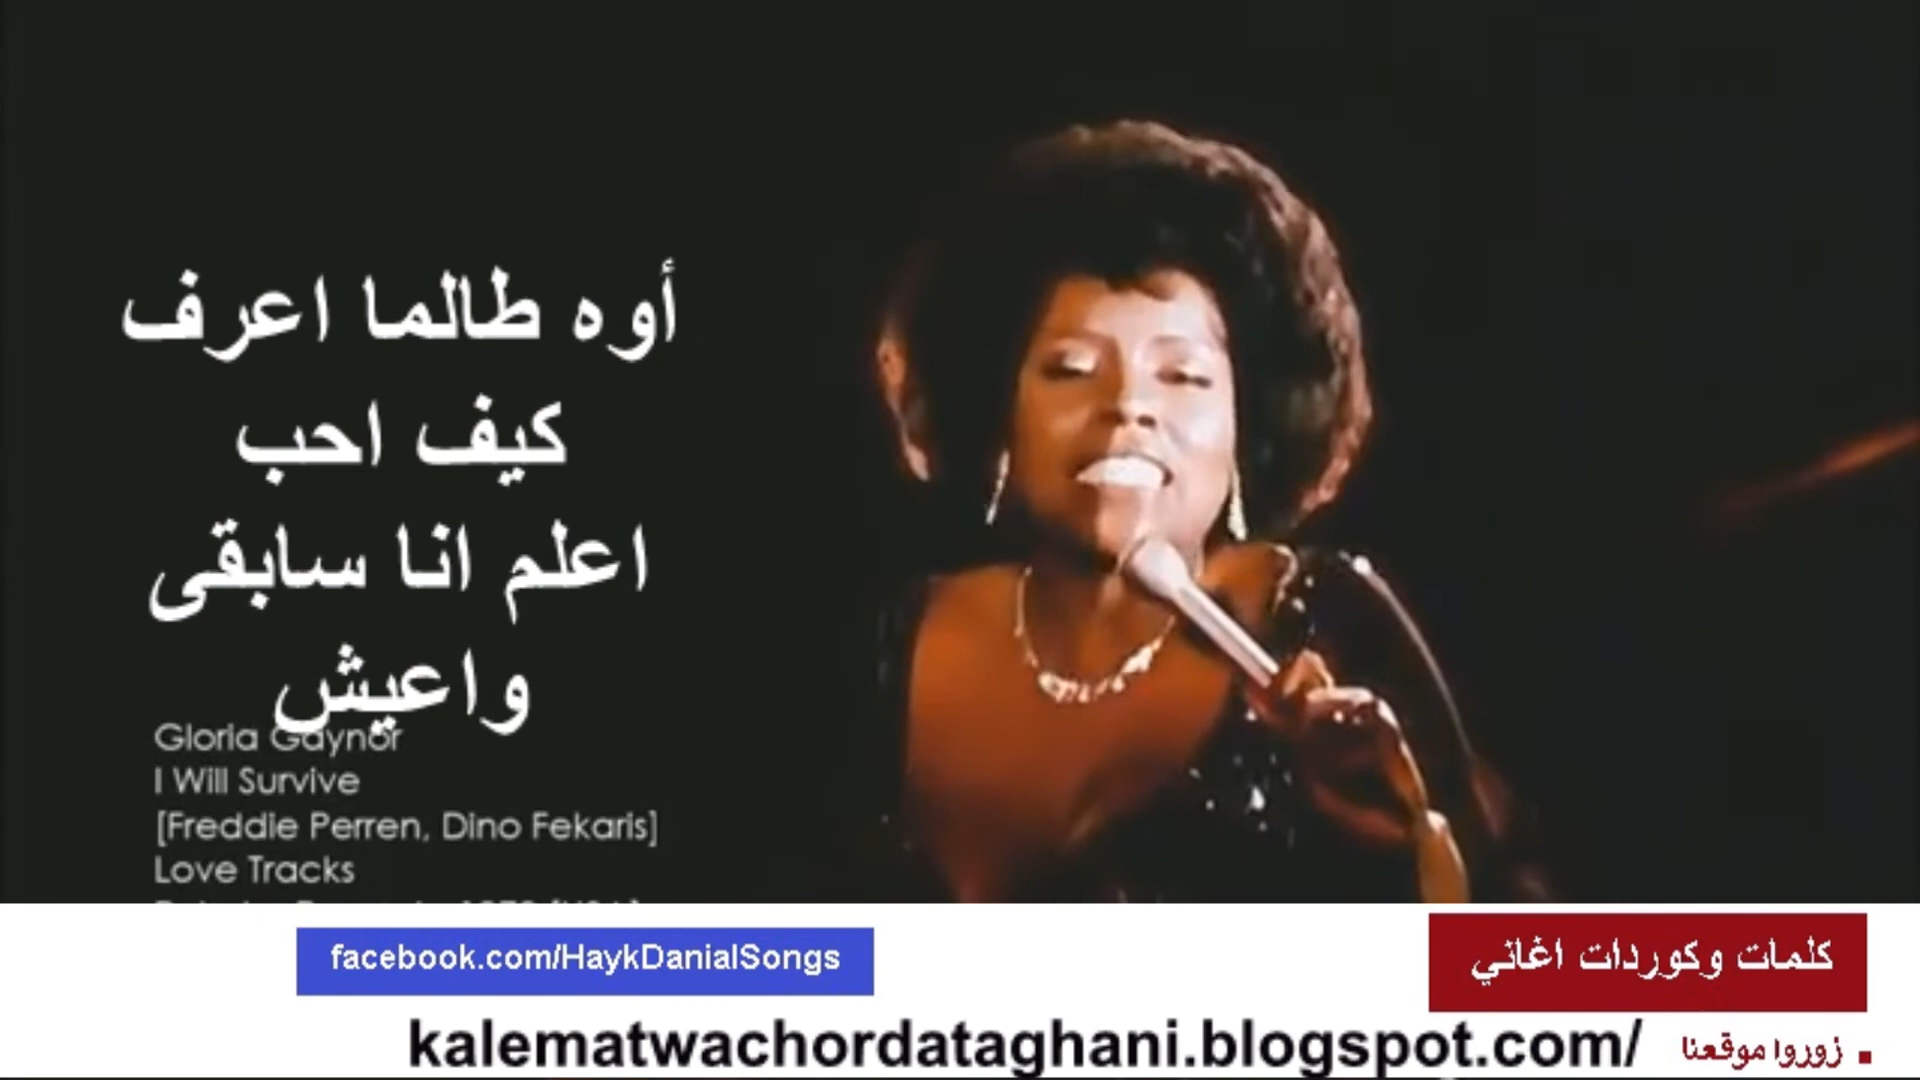 أوه طالما اعرف
كيف احب
اعلم انا سابقى
واعيش
Gloria Gaynor
I Will Survive
[Freddie Perren, Dino Fekaris]
Love Tracks
facebook.com/HaykDanialSongs
كلمات وكوردات اغاني
kalematwachordataghani.blogspot.com/
زوروا موقعنا